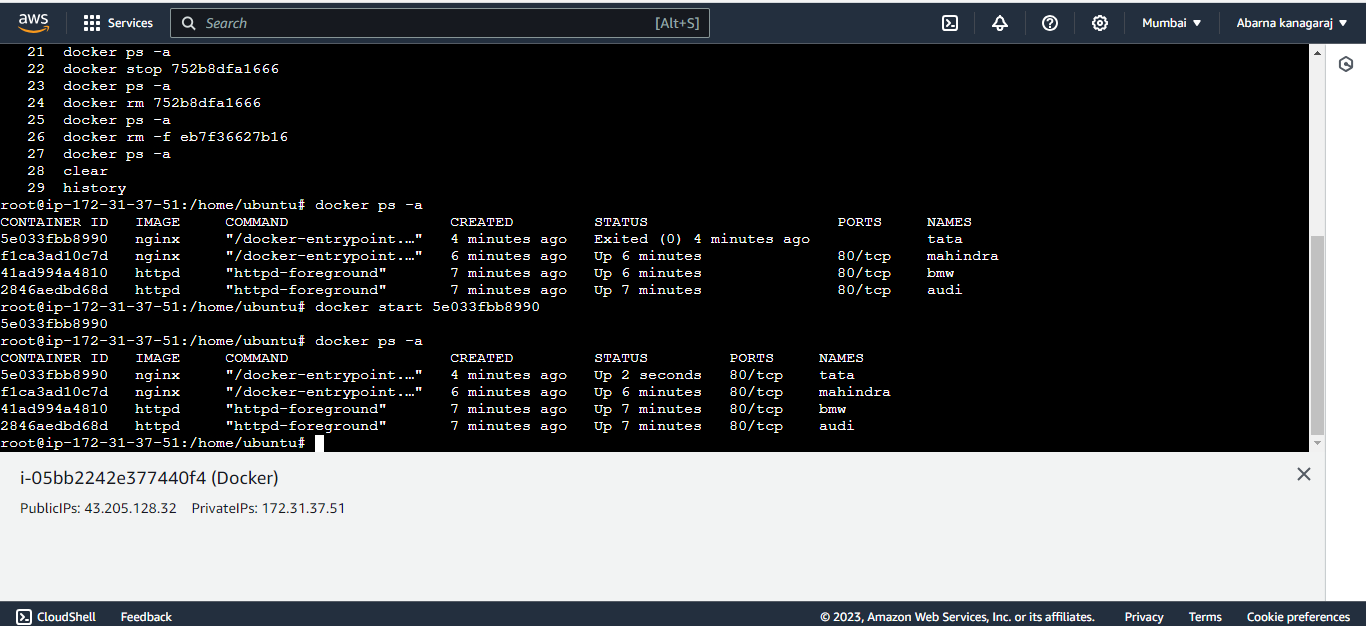 aws Services Search [Alt+S] Mumbai ▼ Abarna kanagaraj ▼
21 docker ps -a
22 docker stop 752b8dfa1666
23 docker ps -a
24 docker rm 752b8dfa1666
25 docker ps -a
26 docker rm -f eb7f36627b16
27 docker ps -a
28 clear
29 history
root@ip-172-31-37-51:/home/ubuntu# docker ps -a
CONTAINER ID IMAGE COMMAND CREATED STATUS PORTS NAMES
5e033fbb8990 nginx "/docker-entrypoint.…" 4 minutes ago Exited (0) 4 minutes ago tata
f1ca3ad10c7d nginx "/docker-entrypoint.…" 6 minutes ago Up 6 minutes 80/tcp mahindra
41ad994a4810 httpd "httpd-foreground" 7 minutes ago Up 6 minutes 80/tcp bmw
2846aedbd68d httpd "httpd-foreground" 7 minutes ago Up 7 minutes 80/tcp audi
root@ip-172-31-37-51:/home/ubuntu# docker start 5e033fbb8990
5e033fbb8990
root@ip-172-31-37-51:/home/ubuntu# docker ps -a
CONTAINER ID IMAGE COMMAND CREATED STATUS PORTS NAMES
5e033fbb8990 nginx "/docker-entrypoint.…" 4 minutes ago Up 2 seconds 80/tcp tata
f1ca3ad10c7d nginx "/docker-entrypoint.…" 6 minutes ago Up 6 minutes 80/tcp mahindra
41ad994a4810 httpd "httpd-foreground" 7 minutes ago Up 7 minutes 80/tcp bmw
2846aedbd68d httpd "httpd-foreground" 7 minutes ago Up 7 minutes 80/tcp audi
root@ip-172-31-37-51:/home/ubuntu#
i-05bb2242e377440f4 (Docker)
PublicIPs: 43.205.128.32 PrivateIPs: 172.31.37.51
CloudShell Feedback © 2023, Amazon Web Services, Inc. or its affiliates. Privacy Terms Cookie preferences